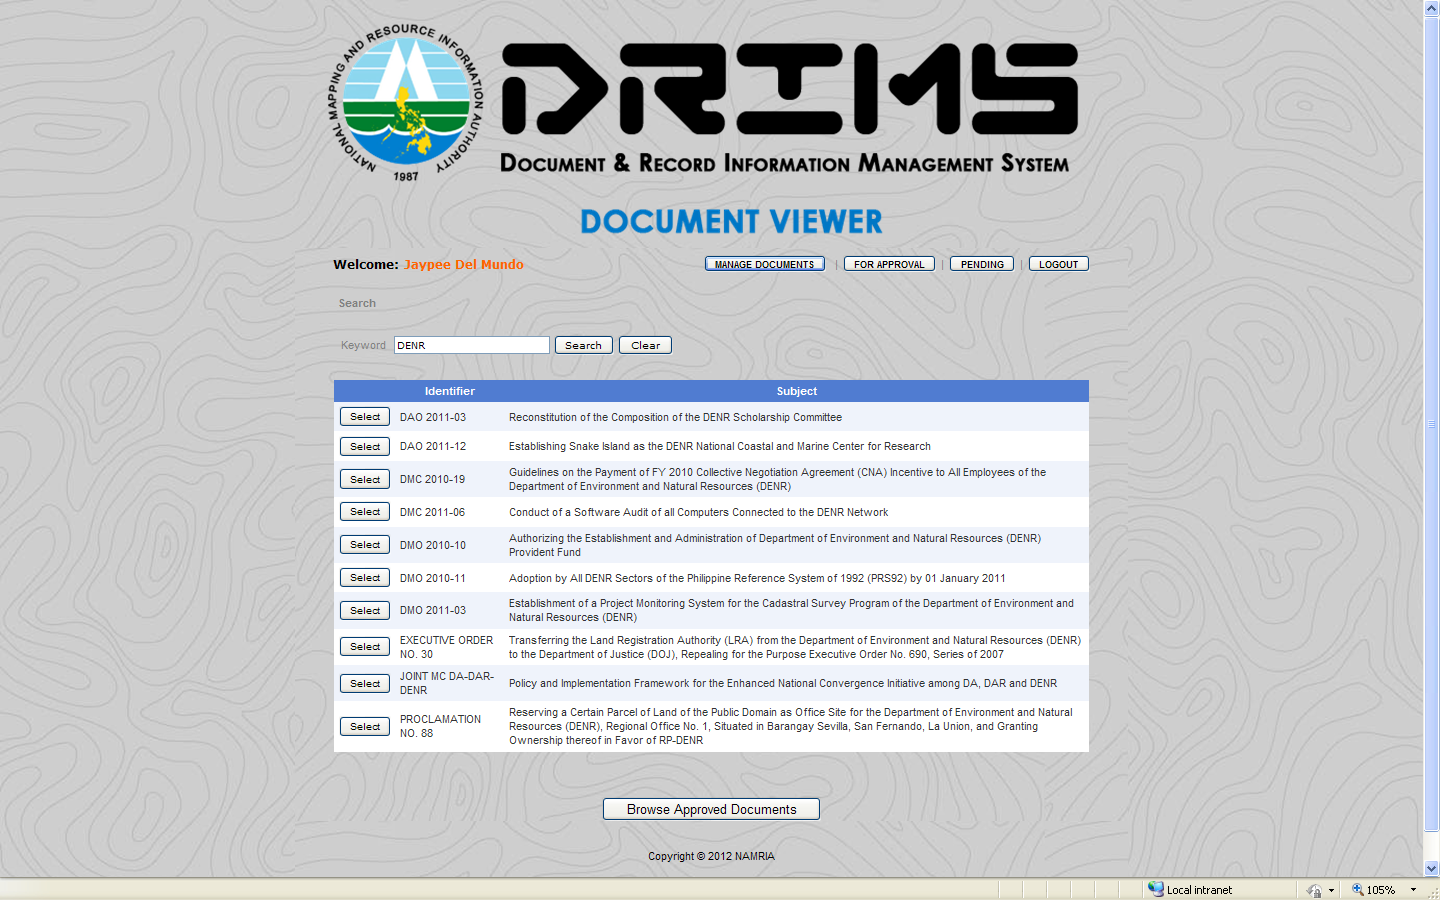 NATIONAL MAPPING AND RESOURCE INFORMATION AUTHORITY
1987
DRIMS
DOCUMENT & RECORD INFORMATION MANAGEMENT SYSTEM
DOCUMENT VIEWER
Welcome: Jaypee Del Mundo
MANAGE DOCUMENTS | FOR APPROVAL | PENDING | LOGOUT
Search
Keyword DENR Search Clear
Identifier Subject
Select DAO 2011-03 Reconstitution of the Composition of the DENR Scholarship Committee
Select DAO 2011-12 Establishing Snake Island as the DENR National Coastal and Marine Center for Research
Select DMC 2010-19 Guidelines on the Payment of FY 2010 Collective Negotiation Agreement (CNA) Incentive to All Employees of the
Department of Environment and Natural Resources (DENR)
Select DMC 2011-06 Conduct of a Software Audit of all Computers Connected to the DENR Network
Select DMO 2010-10 Authorizing the Establishment and Administration of Department of Environment and Natural Resources (DENR)
Provident Fund
Select DMO 2010-11 Adoption by All DENR Sectors of the Philippine Reference System of 1992 (PRS92) by 01 January 2011
Select DMO 2011-03 Establishment of a Project Monitoring System for the Cadastral Survey Program of the Department of Environment and
Natural Resources (DENR)
Select EXECUTIVE ORDER Transferring the Land Registration Authority (LRA) from the Department of Environment and Natural Resources (DENR)
NO. 30 to the Department of Justice (DOJ), Repealing for the Purpose Executive Order No. 690, Series of 2007
Select JOINT MC DA-DAR- Policy and Implementation Framework for the Enhanced National Convergence Initiative among DA, DAR and DENR
DENR
Select PROCLAMATION Reserving a Certain Parcel of Land of the Public Domain as Office Site for the Department of Environment and Natural
NO. 88 Resources (DENR), Regional Office No. 1, Situated in Barangay Sevilla, San Fernando, La Union, and Granting
Ownership thereof in Favor of RP-DENR
Browse Approved Documents
Copyright © 2012 NAMRIA
Local intranet 105%